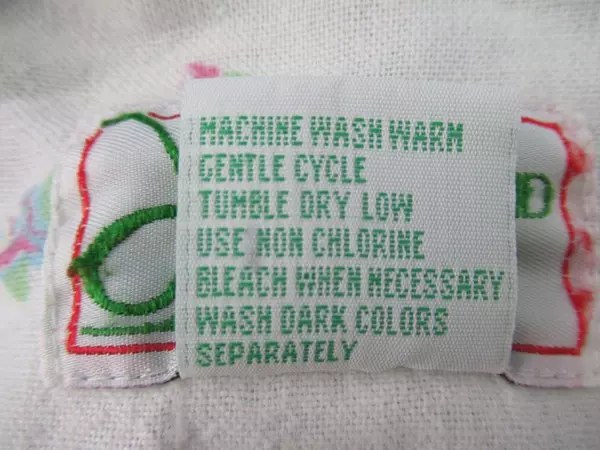 MACHINE WASH WARM
GENTLE CYCLE
TUMBLE DRY LOW
USE NON CHLORINE
BLEACH WHEN NECESSARY
WASH DARK COLORS
SEPARATELY